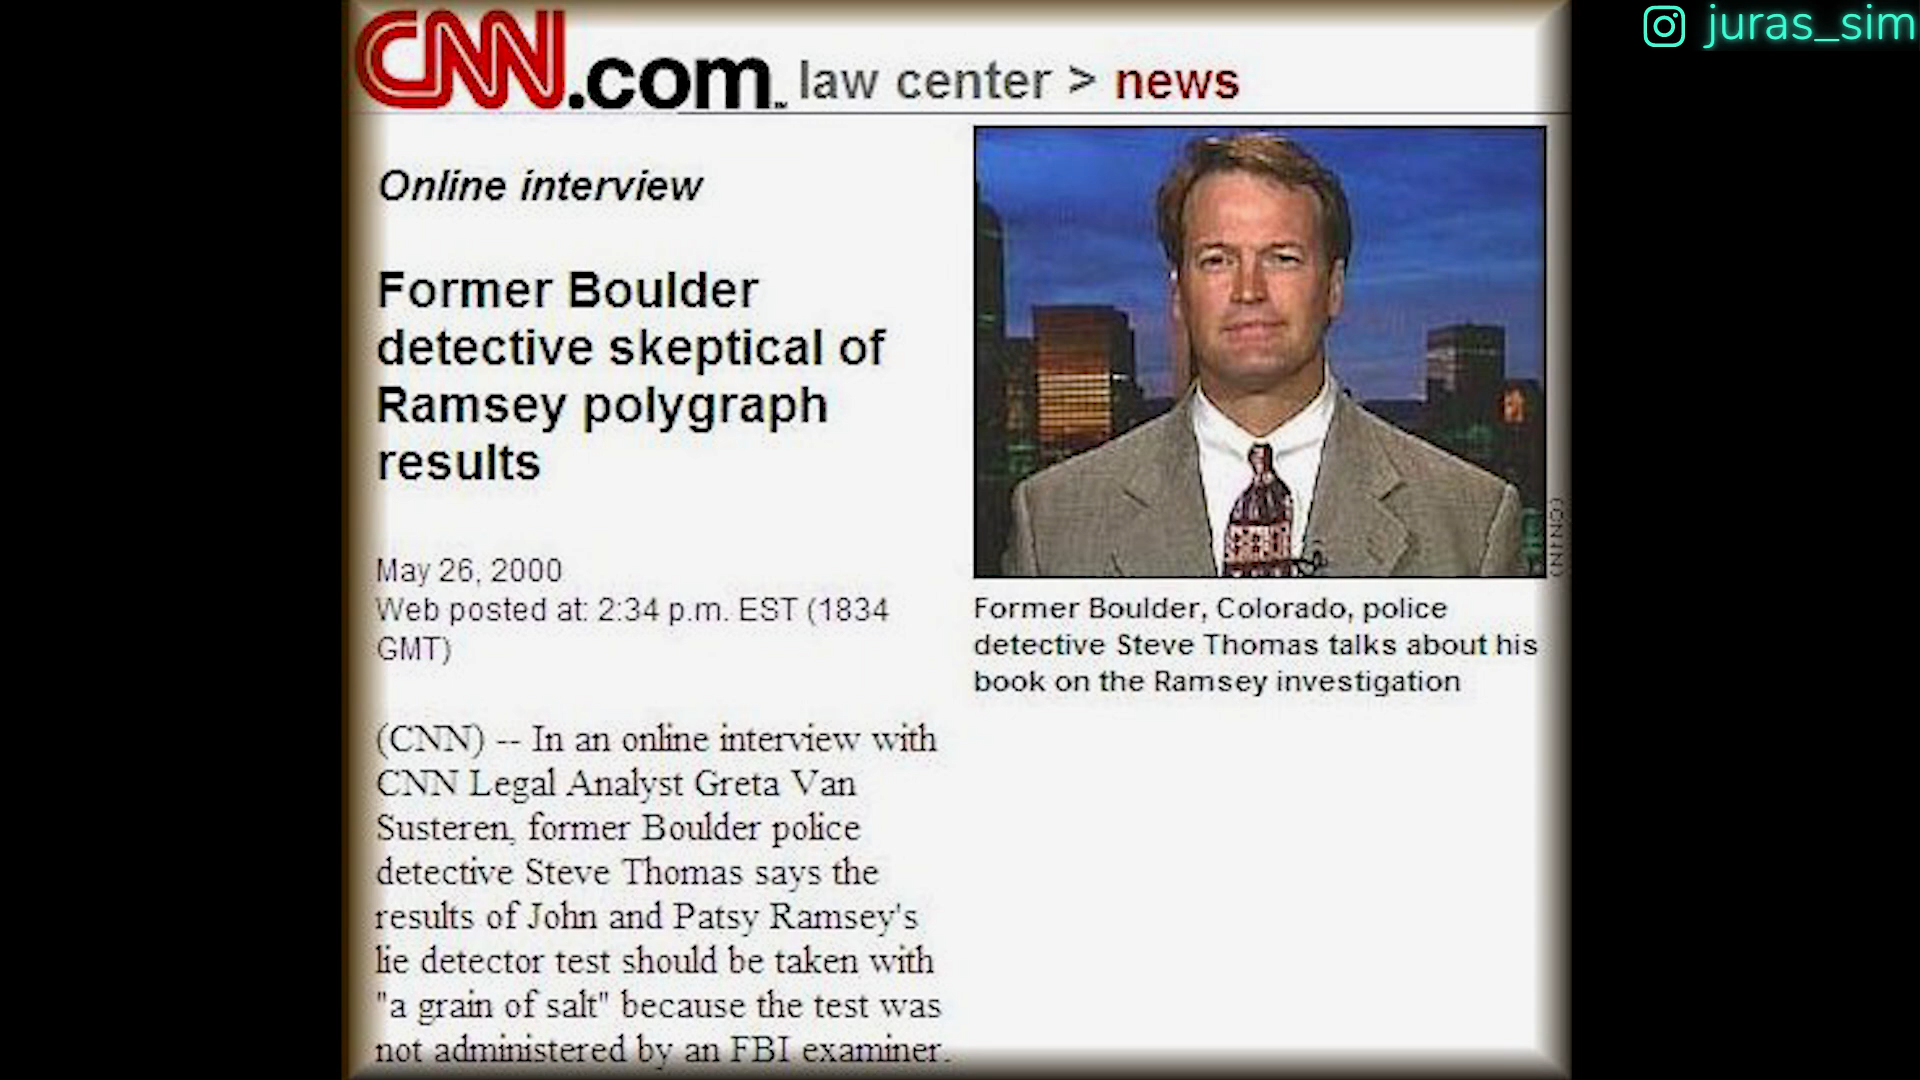 juras_sim
CNN.com™ law center > news
Online interview
Former Boulder
detective skeptical of
Ramsey polygraph
results
May 26, 2000
Web posted at: 2:34 p.m. EST (1834
GMT)
(CNN) -- In an online interview with
CNN Legal Analyst Greta Van
Susteren, former Boulder police
detective Steve Thomas says the
results of John and Patsy Ramsey's
lie detector test should be taken with
"a grain of salt" because the test was
not administered by an FBI examiner.
(CNN)
Former Boulder, Colorado, police
detective Steve Thomas talks about his
book on the Ramsey investigation